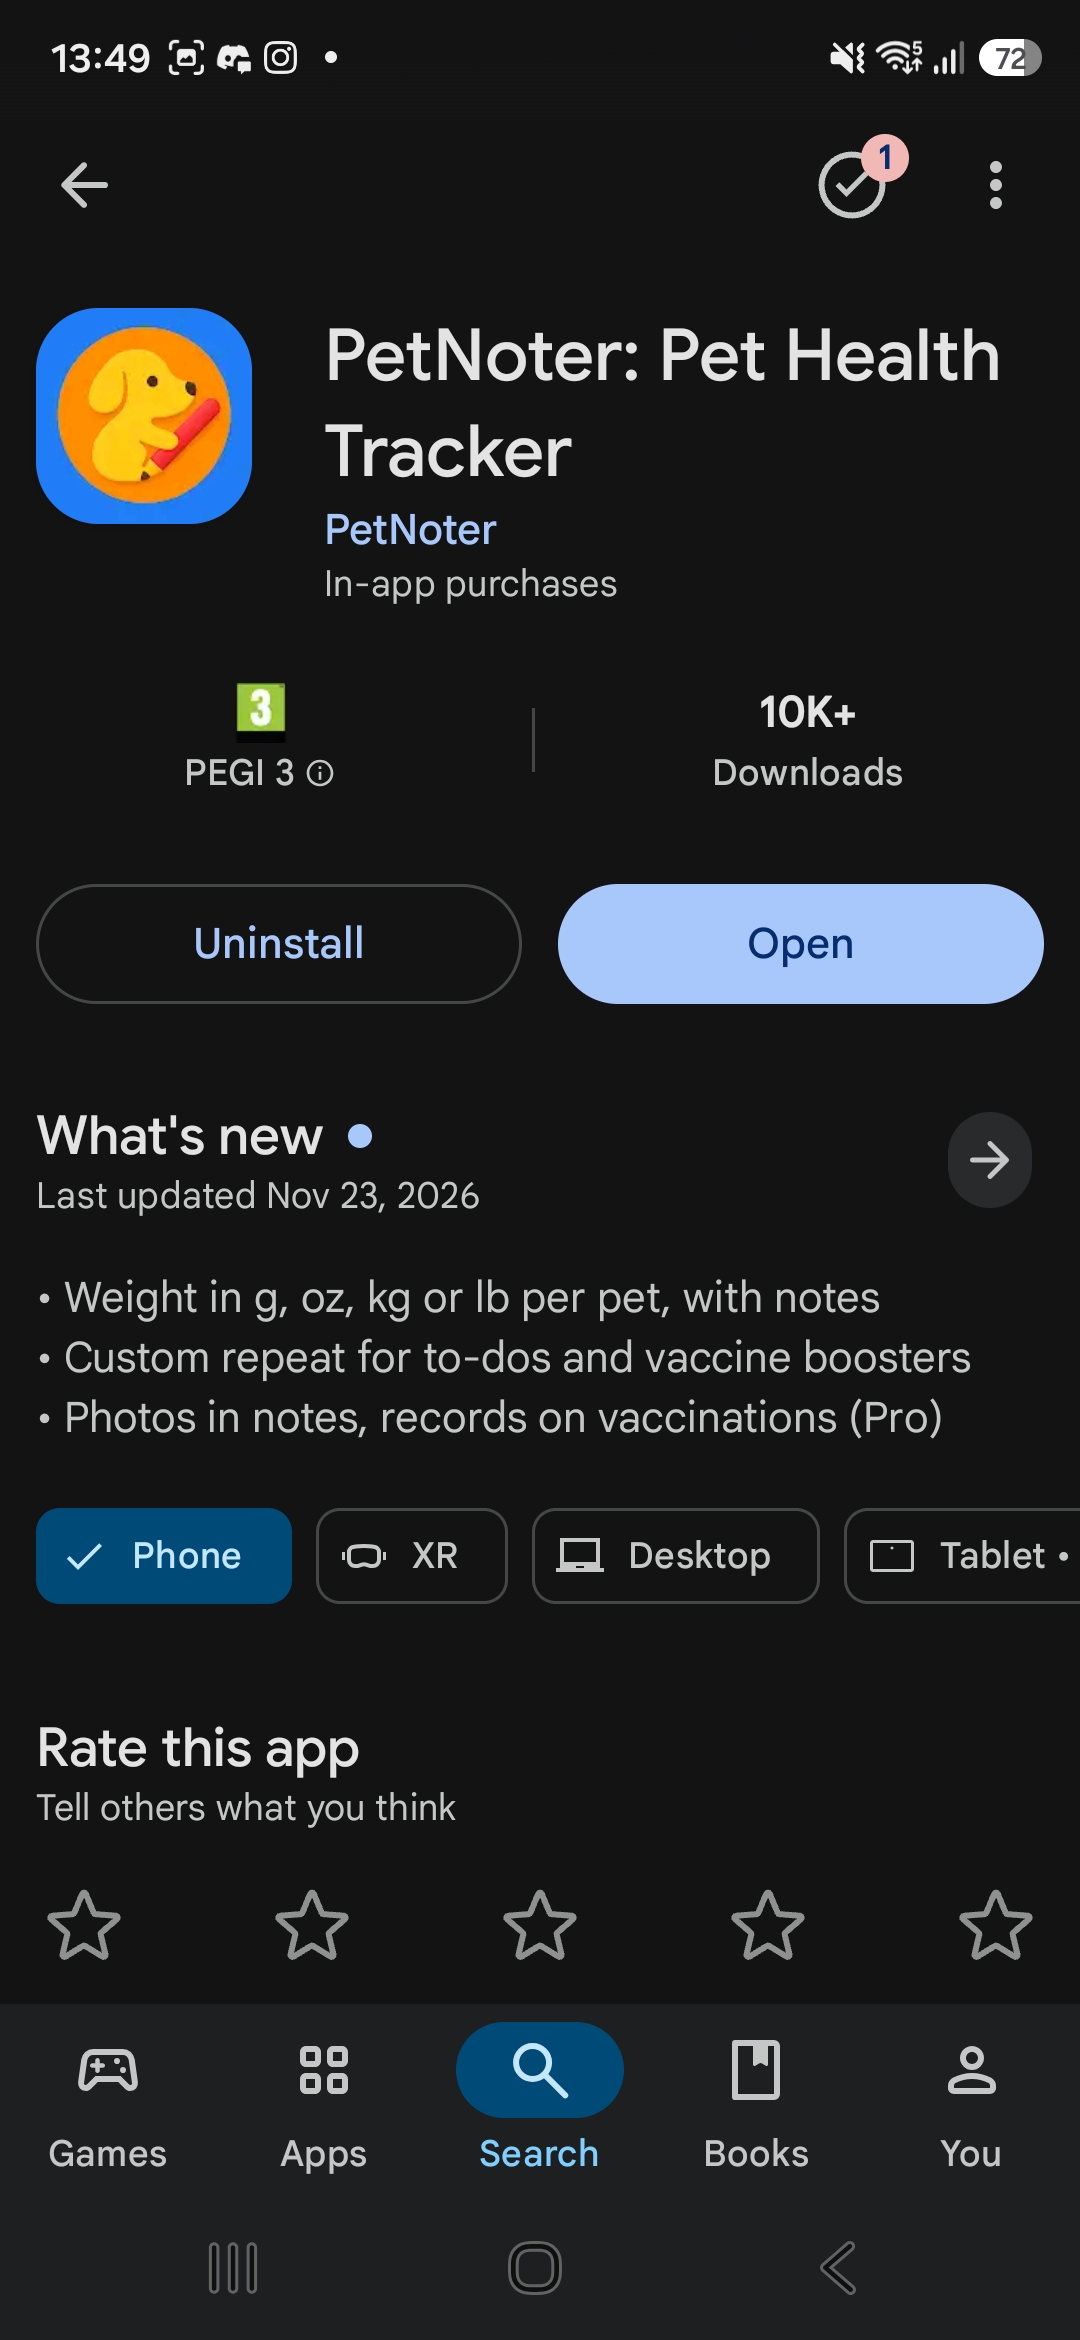 13:49
5
72
1
PetNoter: Pet Health
Tracker
PetNoter
In-app purchases
3
PEGI 3
10K+
Downloads
Uninstall
Open
What's new
Last updated Nov 23, 2026
• Weight in g, oz, kg or lb per pet, with notes
• Custom repeat for to-dos and vaccine boosters
• Photos in notes, records on vaccinations (Pro)
Phone
XR
Desktop
Tablet •
Rate this app
Tell others what you think
Games
Apps
Search
Books
You